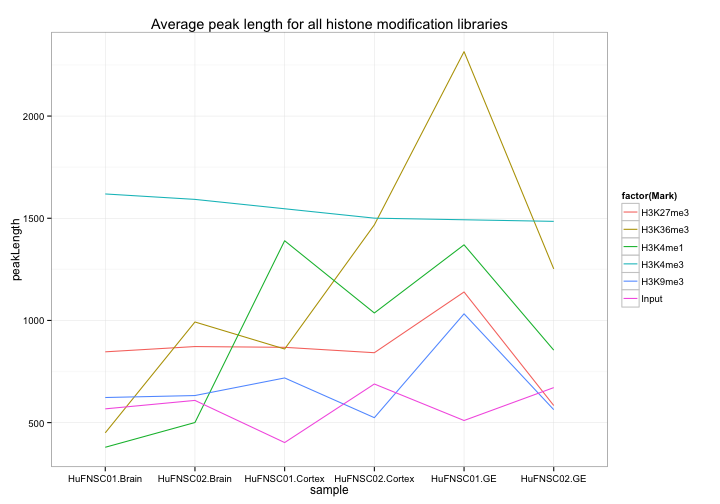 Average peak length for all histone modification libraries
peakLength
2000
1500
1000
500
HuFNSC01.Brain
HuFNSC02.Brain
HuFNSC01.Cortex
HuFNSC02.Cortex
HuFNSC01.GE
HuFNSC02.GE
sample
factor(Mark)
H3K27me3
H3K36me3
H3K4me1
H3K4me3
H3K9me3
Input